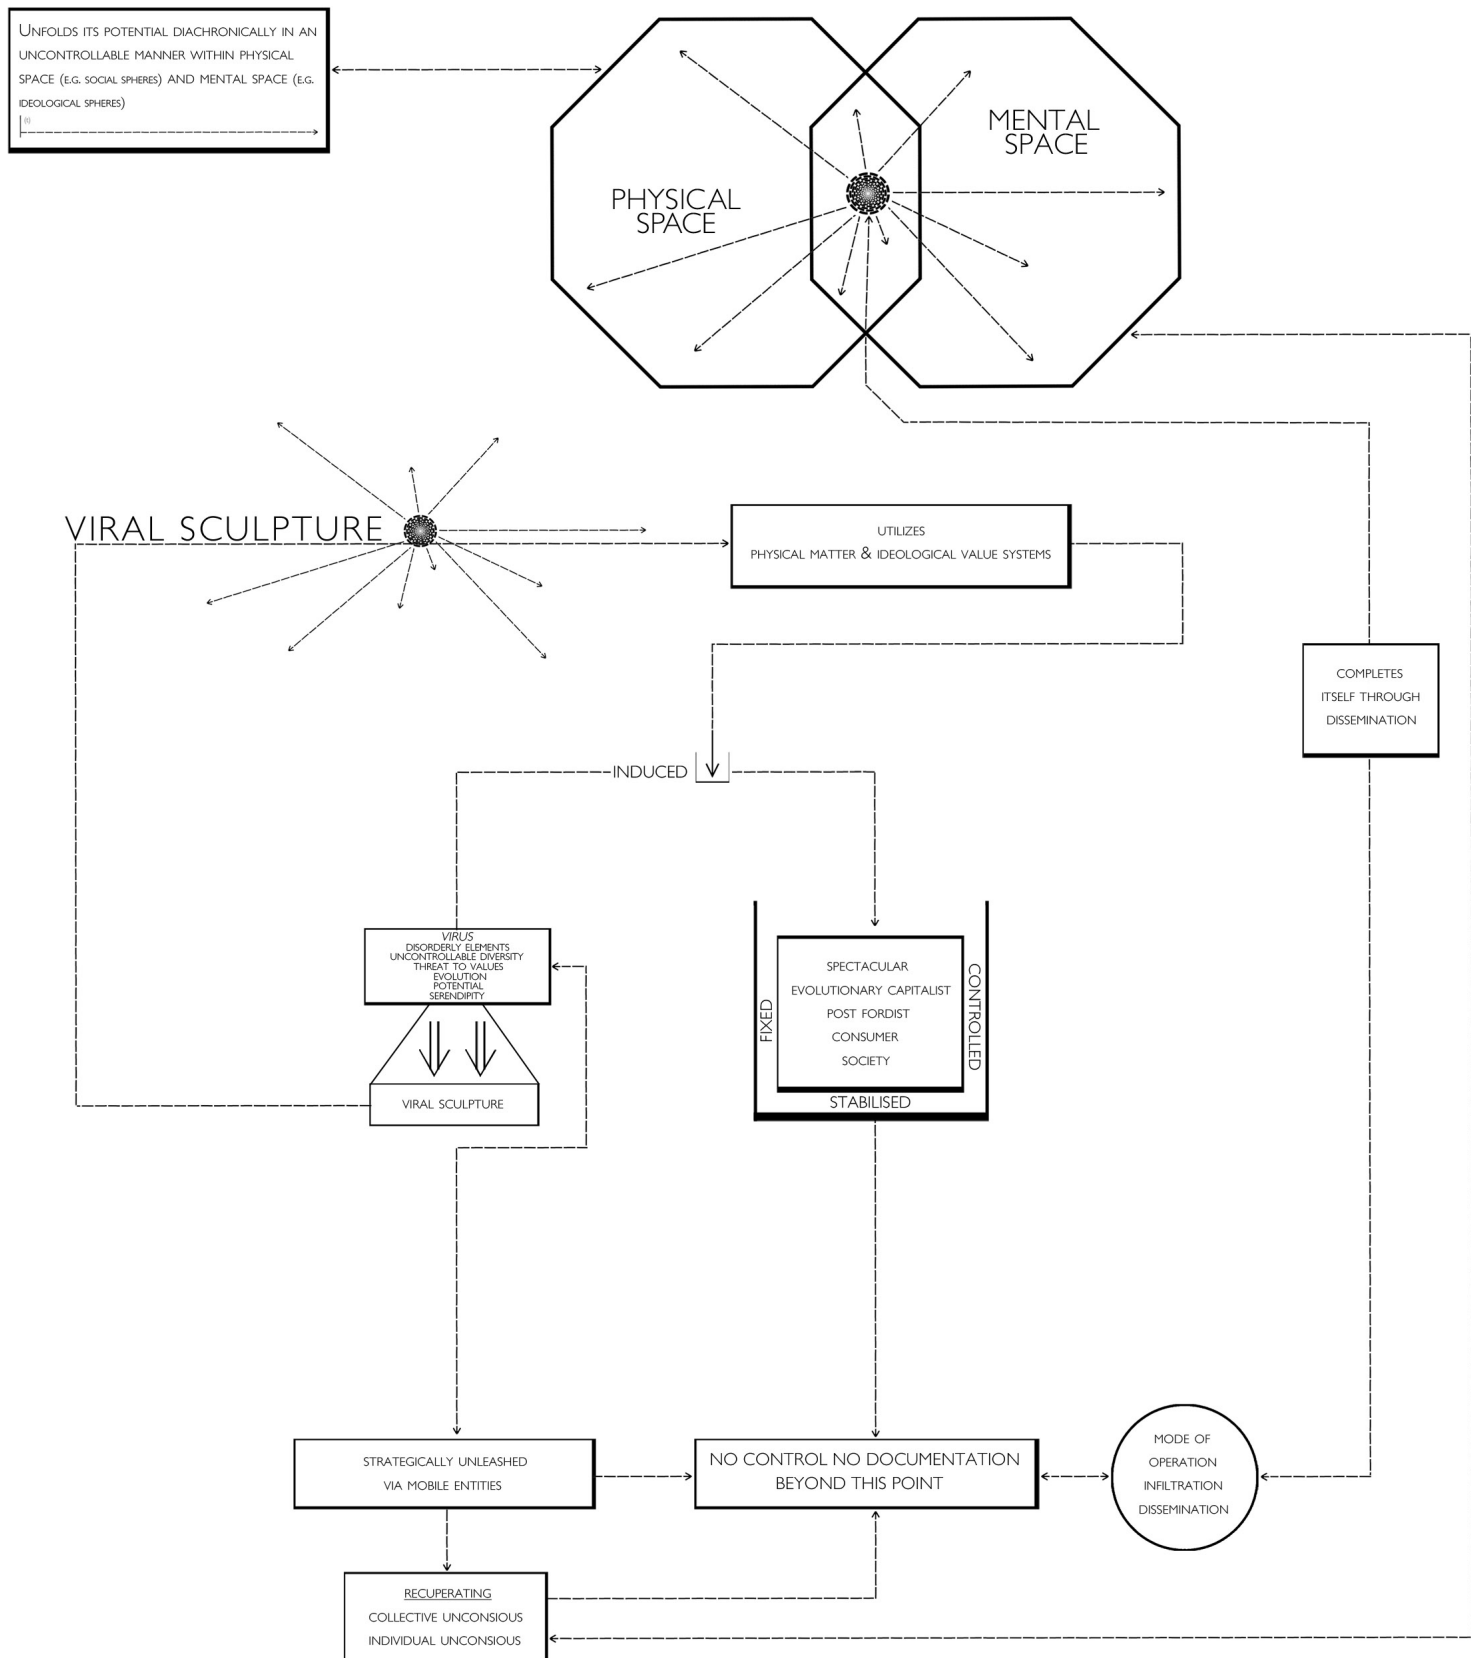 UNFOLDS ITS POTENTIAL DIACHRONICALLY IN AN
UNCONTROLLABLE MANNER WITHIN PHYSICAL
SPACE (E.G. SOCIAL SPHERES) AND MENTAL SPACE (E.G.
IDEOLOGICAL SPHERES)
(t)
PHYSICAL
SPACE
MENTAL
SPACE
VIRAL SCULPTURE
UTILIZES
PHYSICAL MATTER & IDEOLOGICAL VALUE SYSTEMS
COMPLETES
ITSELF THROUGH
DISSEMINATION
INDUCED
VIRUS
DISORDERLY ELEMENTS
UNCONTROLLABLE DIVERSITY
THREAT TO VALUES
EVOLUTION
POTENTIAL
SERENDIPITY
VIRAL SCULPTURE
FIXED
SPECTACULAR
EVOLUTIONARY CAPITALIST
POST FORDIST
CONSUMER
SOCIETY
CONTROLLED
STABILISED
STRATEGICALLY UNLEASHED
VIA MOBILE ENTITIES
NO CONTROL NO DOCUMENTATION
BEYOND THIS POINT
MODE OF
OPERATION
INFILTRATION
DISSEMINATION
RECUPERATING
COLLECTIVE UNCONSIOUS
INDIVIDUAL UNCONSIOUS